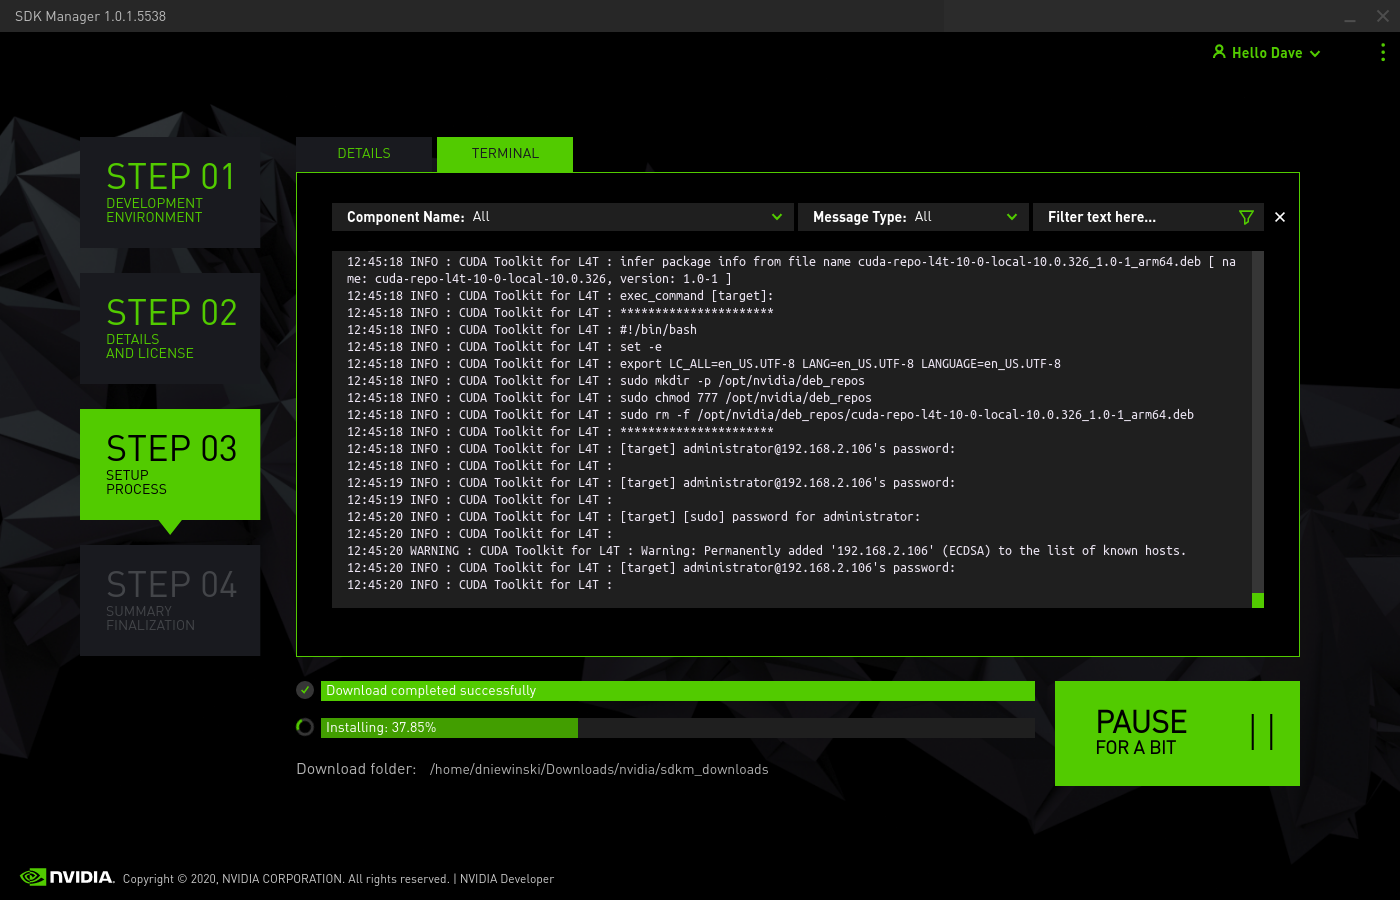 SDK Manager 1.0.1.5538
Hello Dave
STEP 01
DEVELOPMENT
ENVIRONMENT
STEP 02
DETAILS
AND LICENSE
STEP 03
SETUP
PROCESS
STEP 04
SUMMARY
FINALIZATION
DETAILS TERMINAL
Component Name: All Message Type: All Filter text here...
12:45:18 INFO : CUDA Toolkit for L4T : infer package info from file name cuda-repo-l4t-10-0-local-10.0.326_1.0-1_arm64.deb [ na
me: cuda-repo-l4t-10-0-local-10.0.326, version: 1.0-1 ]
12:45:18 INFO : CUDA Toolkit for L4T : exec_command [target]:
12:45:18 INFO : CUDA Toolkit for L4T : **********************
12:45:18 INFO : CUDA Toolkit for L4T : #!/bin/bash
12:45:18 INFO : CUDA Toolkit for L4T : set -e
12:45:18 INFO : CUDA Toolkit for L4T : export LC_ALL=en_US.UTF-8 LANG=en_US.UTF-8 LANGUAGE=en_US.UTF-8
12:45:18 INFO : CUDA Toolkit for L4T : sudo mkdir -p /opt/nvidia/deb_repos
12:45:18 INFO : CUDA Toolkit for L4T : sudo chmod 777 /opt/nvidia/deb_repos
12:45:18 INFO : CUDA Toolkit for L4T : sudo rm -f /opt/nvidia/deb_repos/cuda-repo-l4t-10-0-local-10.0.326_1.0-1_arm64.deb
12:45:18 INFO : CUDA Toolkit for L4T : **********************
12:45:18 INFO : CUDA Toolkit for L4T : [target] administrator@192.168.2.106's password:
12:45:18 INFO : CUDA Toolkit for L4T :
12:45:19 INFO : CUDA Toolkit for L4T : [target] administrator@192.168.2.106's password:
12:45:19 INFO : CUDA Toolkit for L4T :
12:45:20 INFO : CUDA Toolkit for L4T : [target] [sudo] password for administrator:
12:45:20 INFO : CUDA Toolkit for L4T :
12:45:20 WARNING : CUDA Toolkit for L4T : Warning: Permanently added '192.168.2.106' (ECDSA) to the list of known hosts.
12:45:20 INFO : CUDA Toolkit for L4T : [target] administrator@192.168.2.106's password:
12:45:20 INFO : CUDA Toolkit for L4T :
Download completed successfully
Installing: 37.85%
Download folder: /home/dniewinski/Downloads/nvidia/sdkm_downloads
PAUSE
FOR A BIT
NVIDIA. Copyright © 2020, NVIDIA CORPORATION. All rights reserved. | NVIDIA Developer